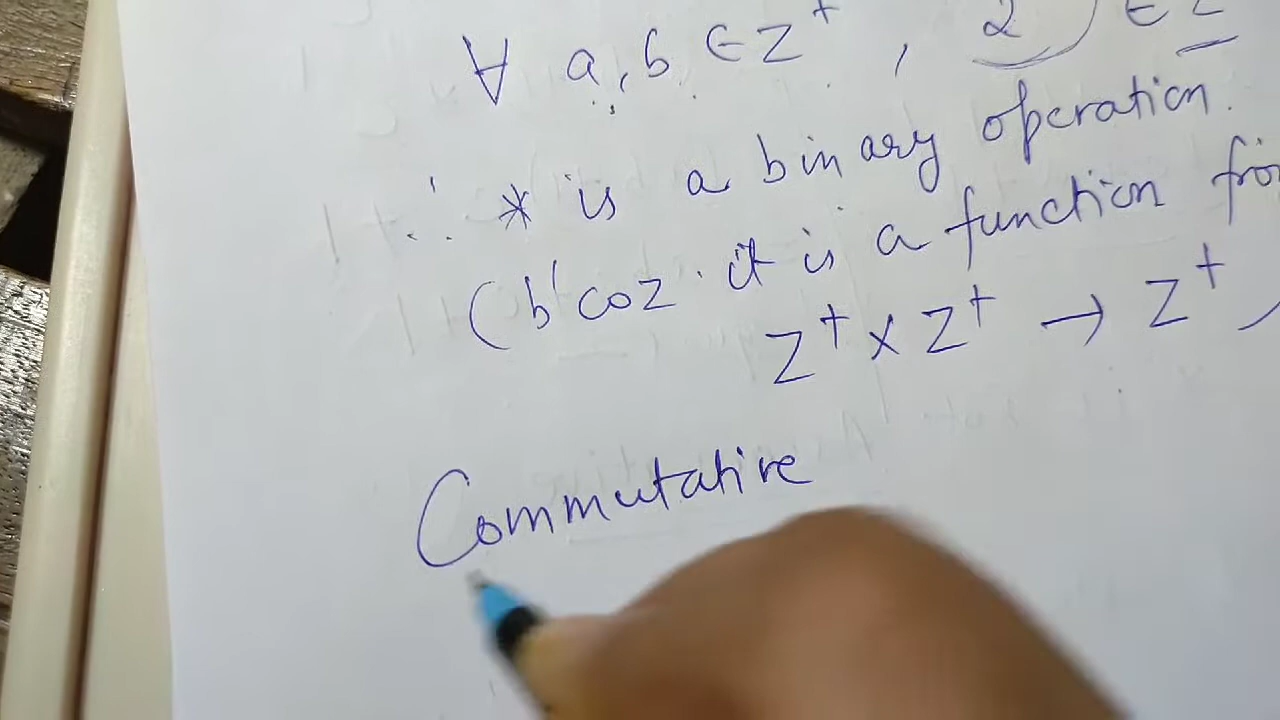 ∀ a, b ∈ Z⁺ , 2 ) ∈ Z
∴ * is a binary operation.
(b'coz it is a function fro
Z⁺ × Z⁺ → Z⁺ )
Commutative